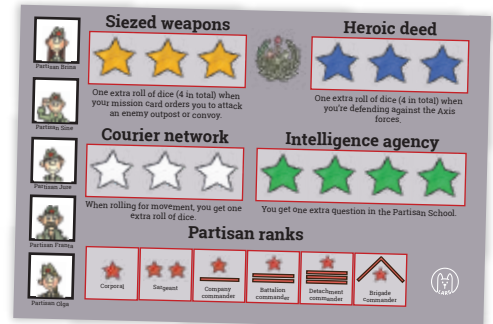 Siezed weapons
Heroic deed
One extra roll of dice (4 in total) when
your mission card orders you to attack
an enemy outpost or convoy.
One extra roll of dice (4 in total) when
you're defending against the Axis
forces.
Courier network
Intelligence agency
When rolling for movement, you get one
extra roll of dice.
You get one extra question in the Partisan School.
Partisan ranks
Corporal
Sargeant
Company
commander
Battalion
commander
Detachment
commander
Brigade
commander
Partisan Brina
Partisan Sine
Partisan Jure
Partisan Franta
Partisan Olga